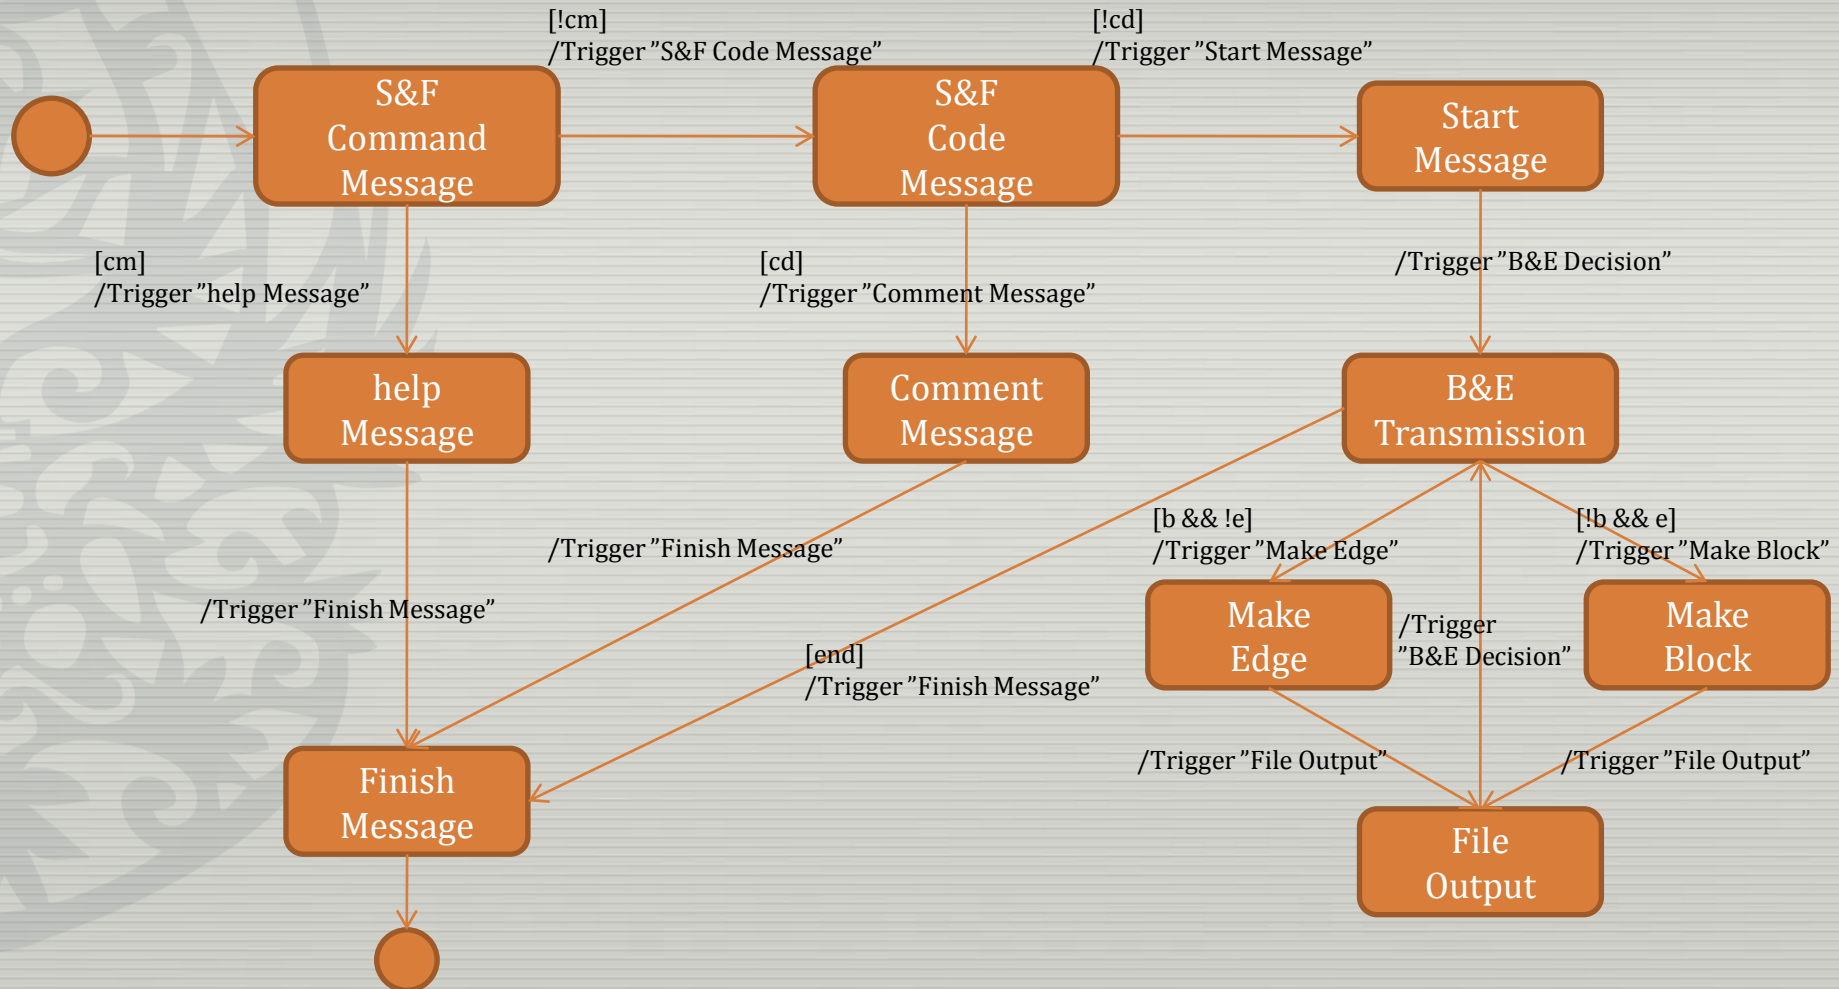 [!cm]
/Trigger ”S&F Code Message”
[!cd]
/Trigger ”Start Message”
S&F
Command
Message
S&F
Code
Message
Start
Message
[cm]
/Trigger ”help Message”
[cd]
/Trigger ”Comment Message”
/Trigger ”B&E Decision”
help
Message
Comment
Message
B&E
Transmission
[b && !e]
/Trigger ”Make Edge”
[!b && e]
/Trigger ”Make Block”
/Trigger ”Finish Message”
/Trigger ”Finish Message”
Make
Edge
/Trigger
”B&E Decision”
Make
Block
[end]
/Trigger ”Finish Message”
/Trigger ”File Output”
/Trigger ”File Output”
Finish
Message
File
Output